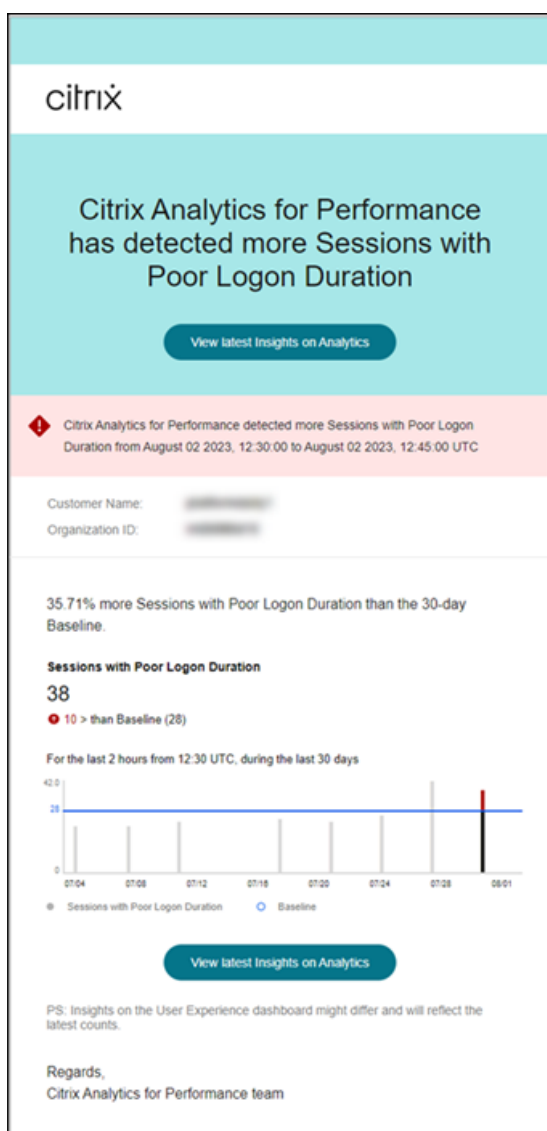 citrix
Citrix Analytics for Performance
has detected more Sessions with
Poor Logon Duration
View latest Insights on Analytics
Citrix Analytics for Performance detected more Sessions with Poor Logon
Duration from August 02 2023, 12:30:00 to August 02 2023, 12:45:00 UTC
Customer Name:
Organization ID:
35.71% more Sessions with Poor Logon Duration than the 30-day
Baseline.
Sessions with Poor Logon Duration
38
10 > than Baseline (28)
For the last 2 hours from 12:30 UTC, during the last 30 days
42.0
28
0
07/04 07/08 07/12 07/16 07/20 07/24 07/28 08/01
Sessions with Poor Logon Duration Baseline
View latest Insights on Analytics
PS: Insights on the User Experience dashboard might differ and will reflect the
latest counts.
Regards,
Citrix Analytics for Performance team